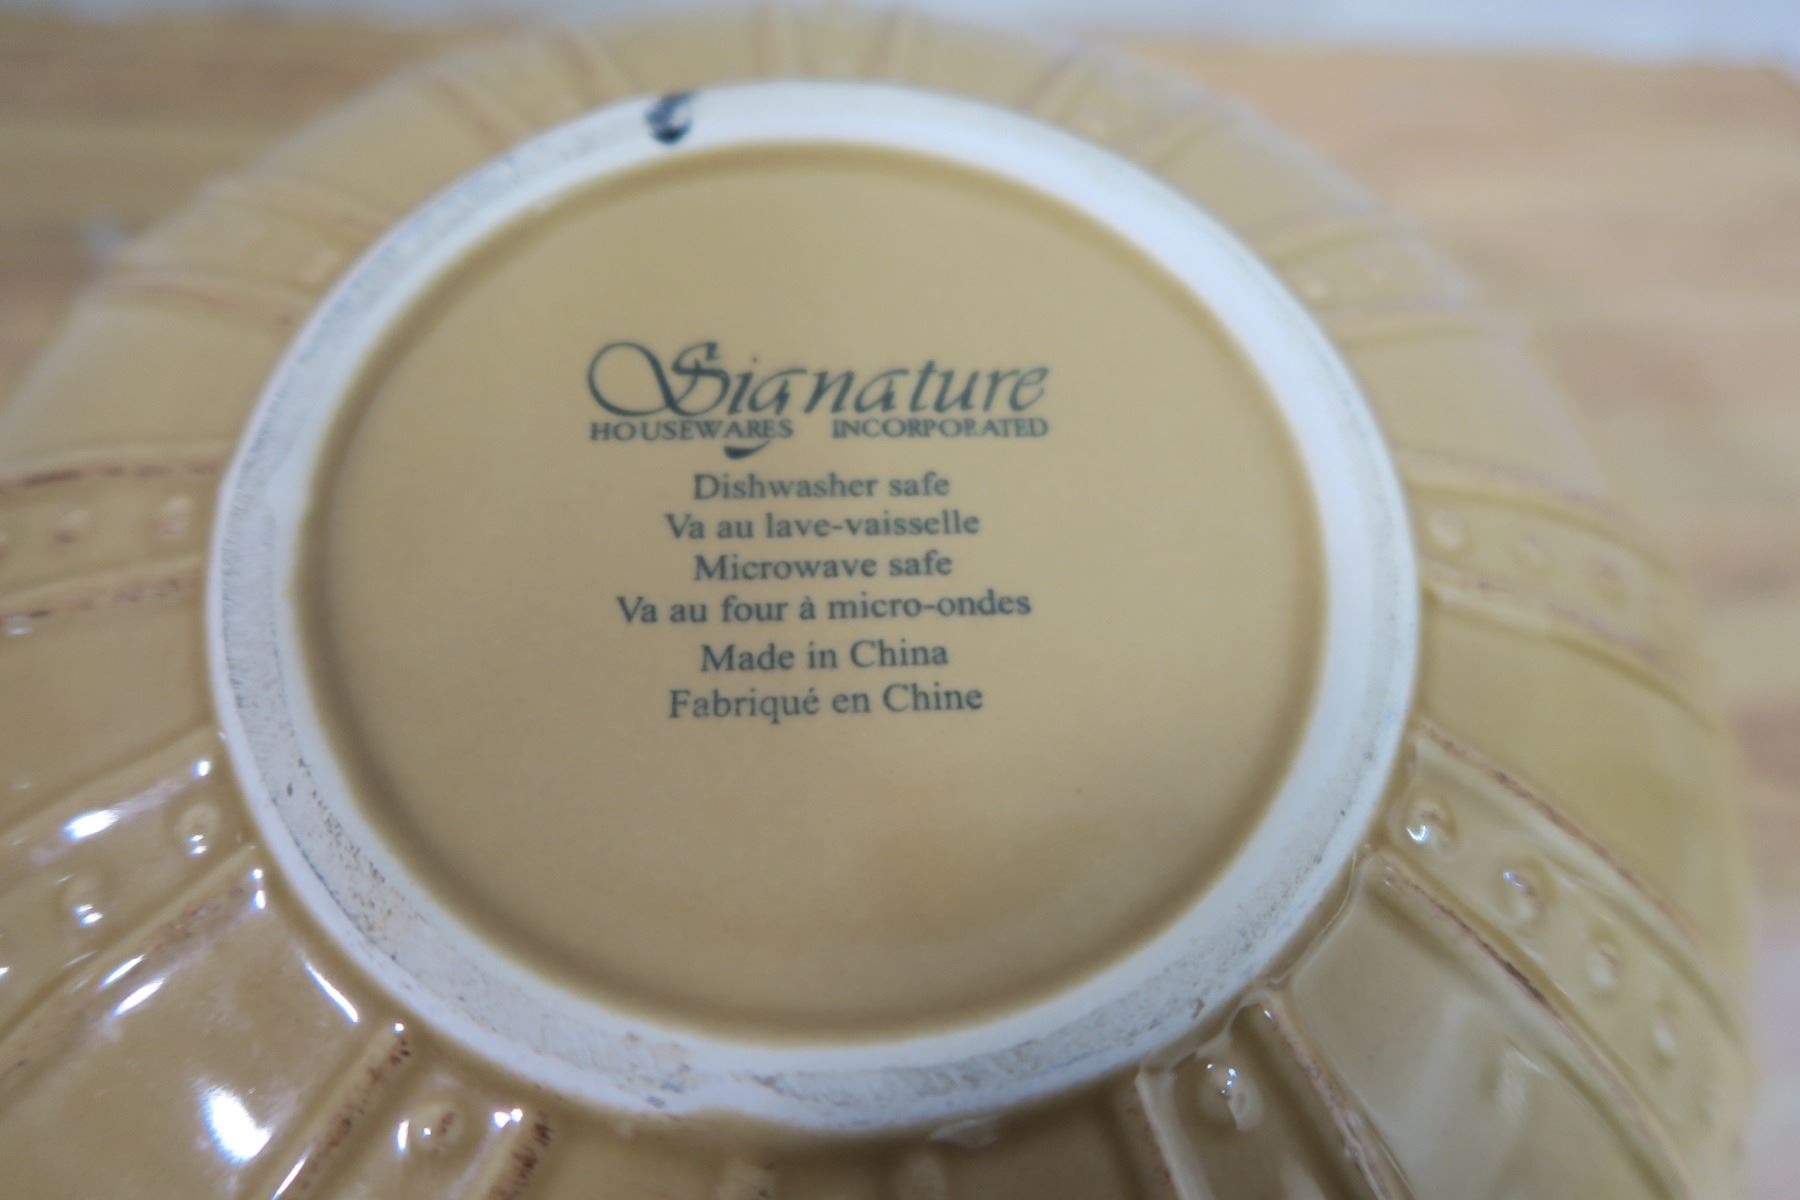 Signature
HOUSEWARES INCORPORATED
Dishwasher safe
Va au lave-vaisselle
Microwave safe
Va au four à micro-ondes
Made in China
Fabriqué en Chine